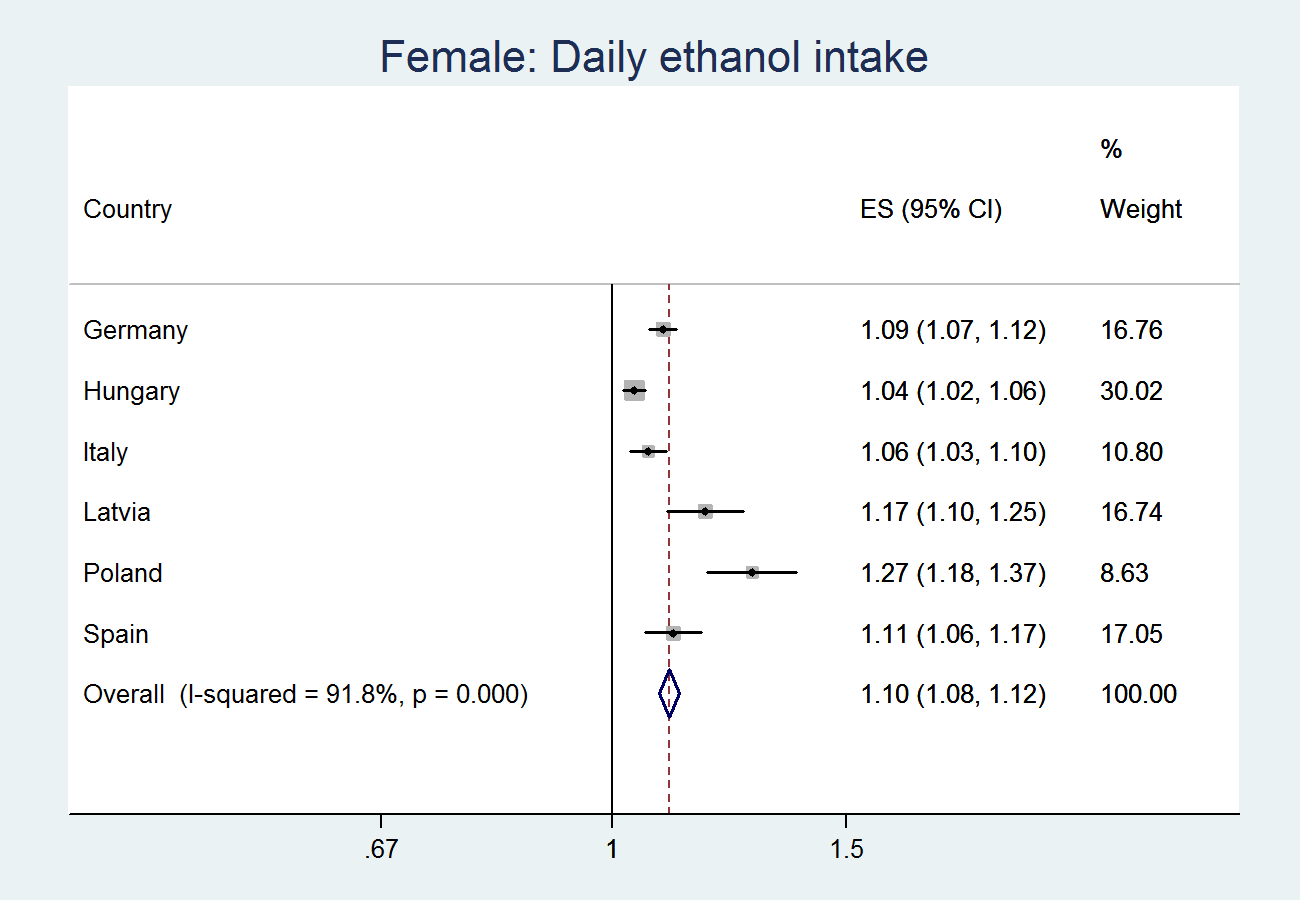 Female: Daily ethanol intake
%
Country ES (95% CI) Weight
Germany 1.09 (1.07, 1.12) 16.76
Hungary 1.04 (1.02, 1.06) 30.02
Italy 1.06 (1.03, 1.10) 10.80
Latvia 1.17 (1.10, 1.25) 16.74
Poland 1.27 (1.18, 1.37) 8.63
Spain 1.11 (1.06, 1.17) 17.05
Overall (I-squared = 91.8%, p = 0.000) 1.10 (1.08, 1.12) 100.00
.67 1 1.5